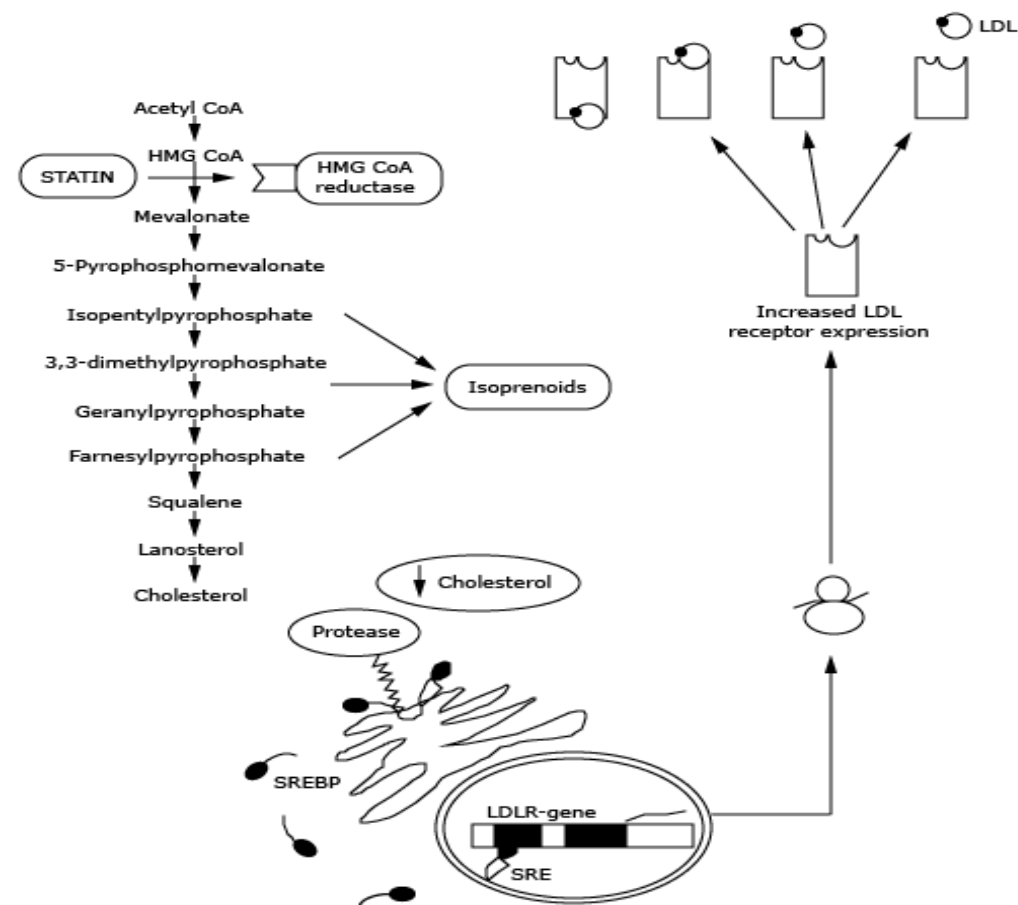 LDL
Acetyl CoA
HMG CoA
STATIN
HMG CoA
reductase
Mevalonate
5-Pyrophosphomevalonate
Isopentylpyrophosphate
3,3-dimethylpyrophosphate
Geranylpyrophosphate
Farnesylpyrophosphate
Squalene
Lanosterol
Cholesterol
Isoprenoids
Increased LDL
receptor expression
Cholesterol
Protease
SREBP
LDLR-gene
SRE